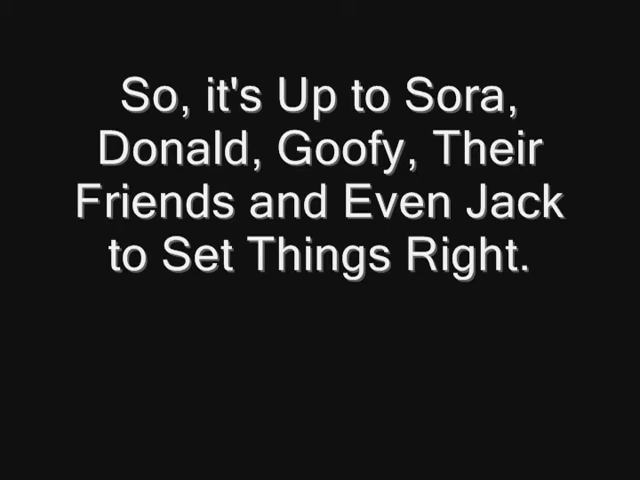 So, it's Up to Sora,
Donald, Goofy, Their
Friends and Even Jack
to Set Things Right.